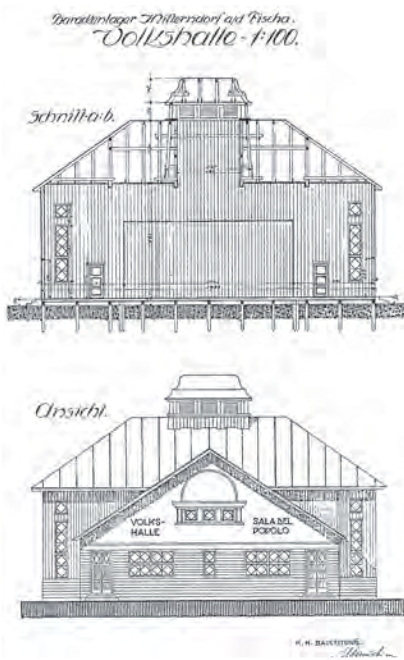 Barackenlager Mitterndorf a/d Fischa.
Volkshalle - 1:100.
Schnitt-a:b.
Ansicht.
VOLKS-
HALLE
SALA DEL
POPOLO
K. K. BAULEITUNG.